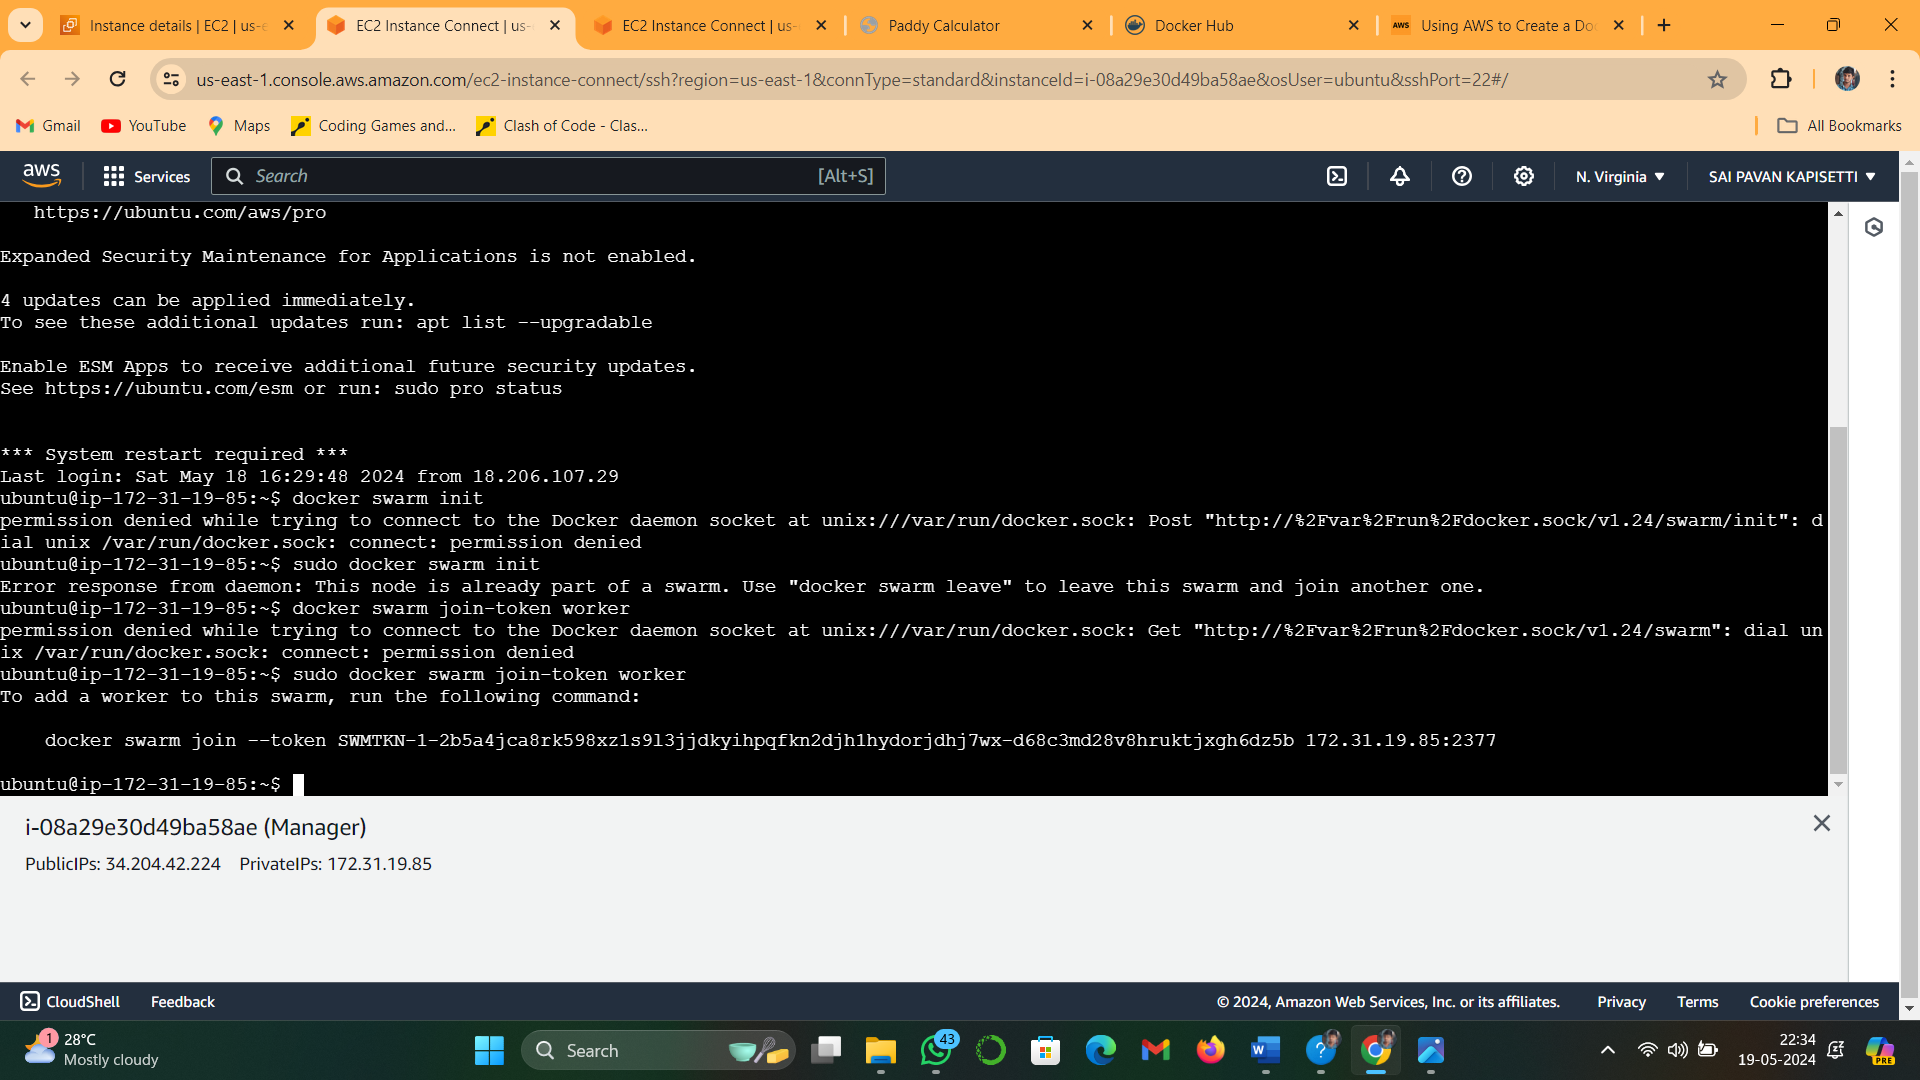 Instance details | EC2 | us-e
EC2 Instance Connect | us-
EC2 Instance Connect | us-
Paddy Calculator
Docker Hub
AWS Using AWS to Create a Do
us-east-1.console.aws.amazon.com/ec2-instance-connect/ssh?region=us-east-1&connType=standard&instanceId=i-08a29e30d49ba58ae&osUser=ubuntu&sshPort=22#/
Gmail YouTube Maps Coding Games and... Clash of Code - Clas... All Bookmarks
aws Services Search [Alt+S] N. Virginia SAI PAVAN KAPISETTI
https://ubuntu.com/aws/pro
Expanded Security Maintenance for Applications is not enabled.
4 updates can be applied immediately.
To see these additional updates run: apt list --upgradable
Enable ESM Apps to receive additional future security updates.
See https://ubuntu.com/esm or run: sudo pro status
*** System restart required ***
Last login: Sat May 18 16:29:48 2024 from 18.206.107.29
ubuntu@ip-172-31-19-85:~$ docker swarm init
permission denied while trying to connect to the Docker daemon socket at unix:///var/run/docker.sock: Post "http://%2Fvar%2Frun%2Fdocker.sock/v1.24/swarm/init": d
ial unix /var/run/docker.sock: connect: permission denied
ubuntu@ip-172-31-19-85:~$ sudo docker swarm init
Error response from daemon: This node is already part of a swarm. Use "docker swarm leave" to leave this swarm and join another one.
ubuntu@ip-172-31-19-85:~$ docker swarm join-token worker
permission denied while trying to connect to the Docker daemon socket at unix:///var/run/docker.sock: Get "http://%2Fvar%2Frun%2Fdocker.sock/v1.24/swarm": dial un
ix /var/run/docker.sock: connect: permission denied
ubuntu@ip-172-31-19-85:~$ sudo docker swarm join-token worker
To add a worker to this swarm, run the following command:
docker swarm join --token SWMTKN-1-2b5a4jca8rk598xz1s9l3jjdkyihpqfkn2djh1hydorjdhj7wx-d68c3md28v8hruktjxgh6dz5b 172.31.19.85:2377
ubuntu@ip-172-31-19-85:~$
i-08a29e30d49ba58ae (Manager)
PublicIPs: 34.204.42.224 PrivateIPs: 172.31.19.85
CloudShell Feedback © 2024, Amazon Web Services, Inc. or its affiliates. Privacy Terms Cookie preferences
1 28°C
Mostly cloudy
Search
43
22:34
19-05-2024
PRE